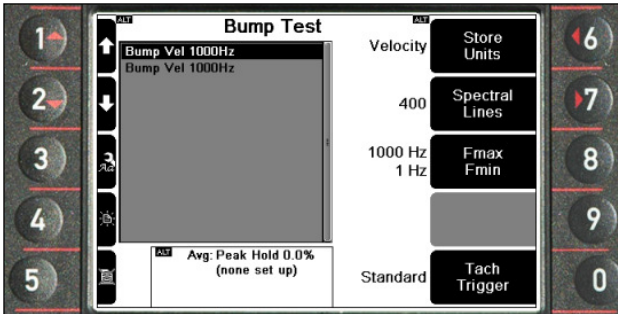 ALT
Bump Test
ALT
1
Bump Vel 1000Hz
Bump Vel 1000Hz
Velocity
Store
Units
6
2
400
Spectral
Lines
7
3
Aa
1000 Hz
1 Hz
Fmax
Fmin
8
4
9
5
ALT
Avg: Peak Hold 0.0%
(none set up)
Standard
Tach
Trigger
0